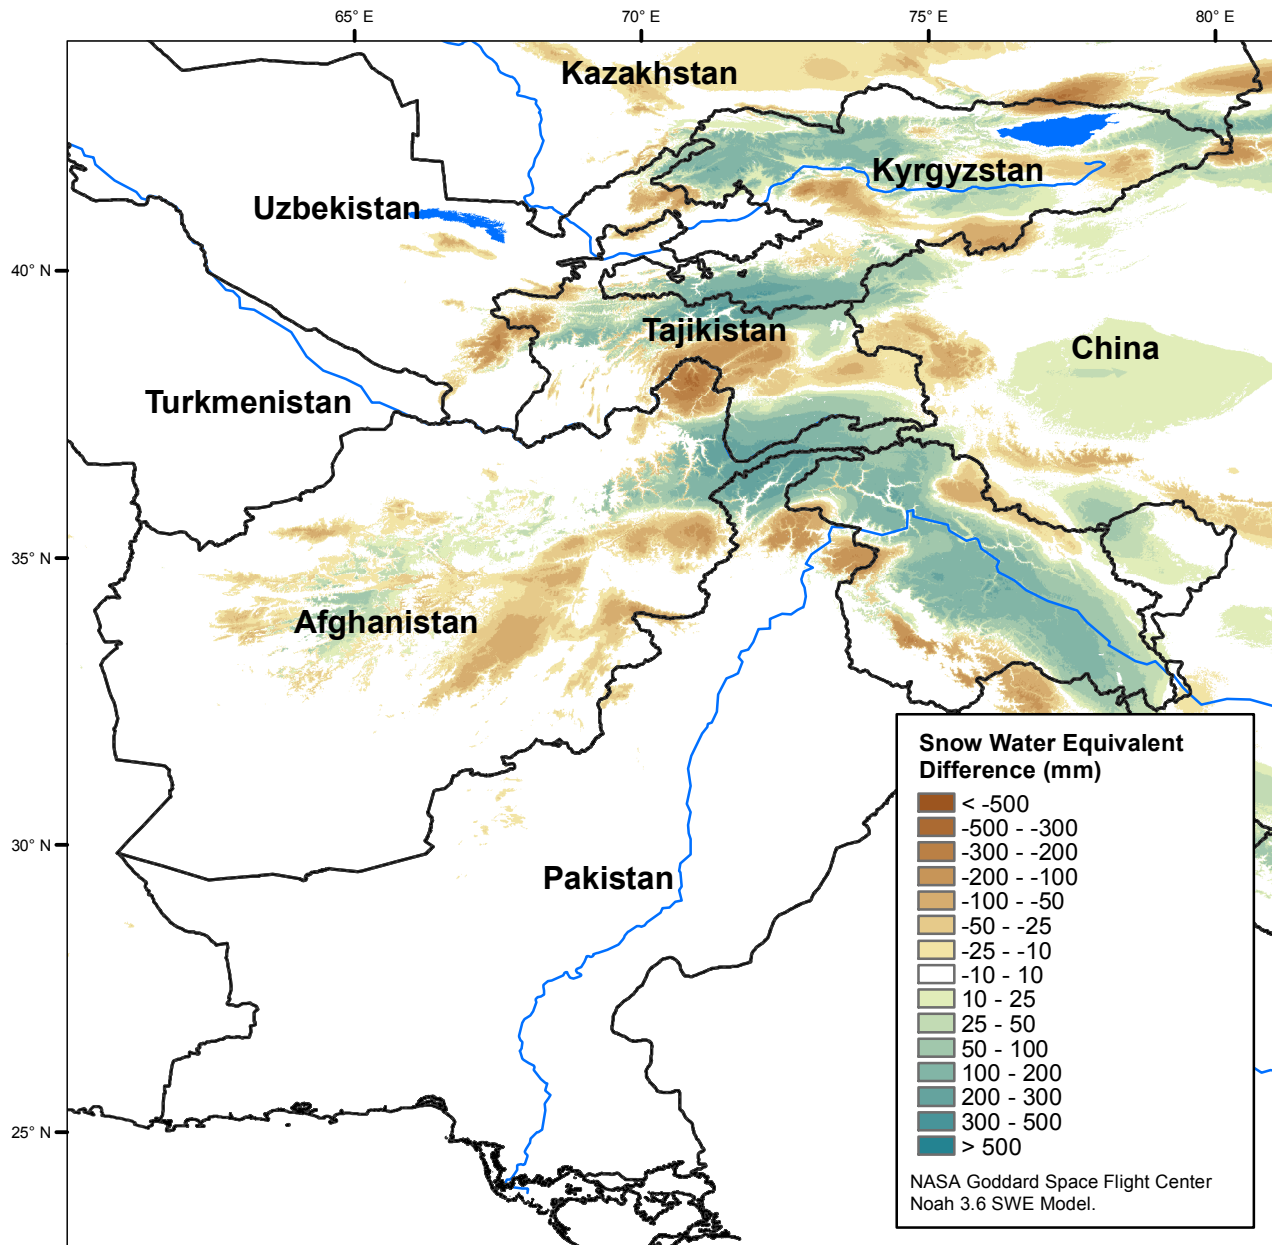 65° E 70° E 75° E 80° E
Kazakhstan
Kyrgyzstan
Uzbekistan
40° N
Tajikistan
China
Turkmenistan
35° N
Afghanistan
Snow Water Equivalent
Difference (mm)
< -500
-500 - -300
-300 - -200
-200 - -100
-100 - -50
-50 - -25
-25 - -10
-10 - 10
10 - 25
25 - 50
50 - 100
100 - 200
200 - 300
300 - 500
> 500
NASA Goddard Space Flight Center
Noah 3.6 SWE Model.
30° N
Pakistan
25° N